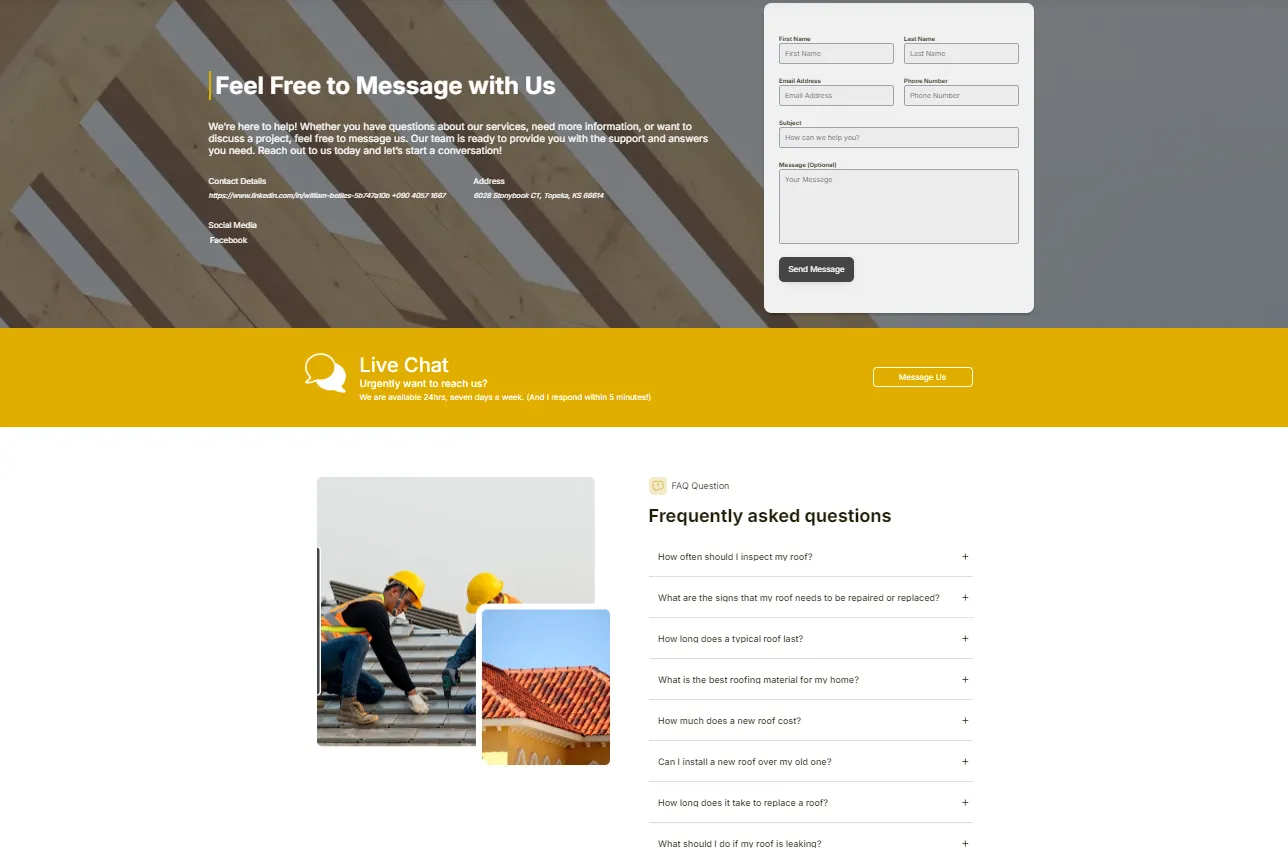 Feel Free to Message with Us
We're here to help! Whether you have questions about our services, need more information, or want to
discuss a project, feel free to message us. Our team is ready to provide you with the support and answers
you need. Reach out to us today and let's start a conversation!
Contact Details
https://www.linkedin.com/in/william-bellies-5b747a10b +090 4057 1667
Address
6028 Stonybook CT, Topeka, KS 66614
Social Media
Facebook
First Name
Last Name
First Name
Last Name
Email Address
Phone Number
Email Address
Phone Number
Subject
How can we help you?
Message (Optional)
Your Message
Send Message
Live Chat
Urgently want to reach us?
We are available 24hrs, seven days a week. (And I respond within 5 minutes!)
Message Us
FAQ Question
Frequently asked questions
How often should I inspect my roof?
What are the signs that my roof needs to be repaired or replaced?
How long does a typical roof last?
What is the best roofing material for my home?
How much does a new roof cost?
Can I install a new roof over my old one?
How long does it take to replace a roof?
What should I do if my roof is leaking?